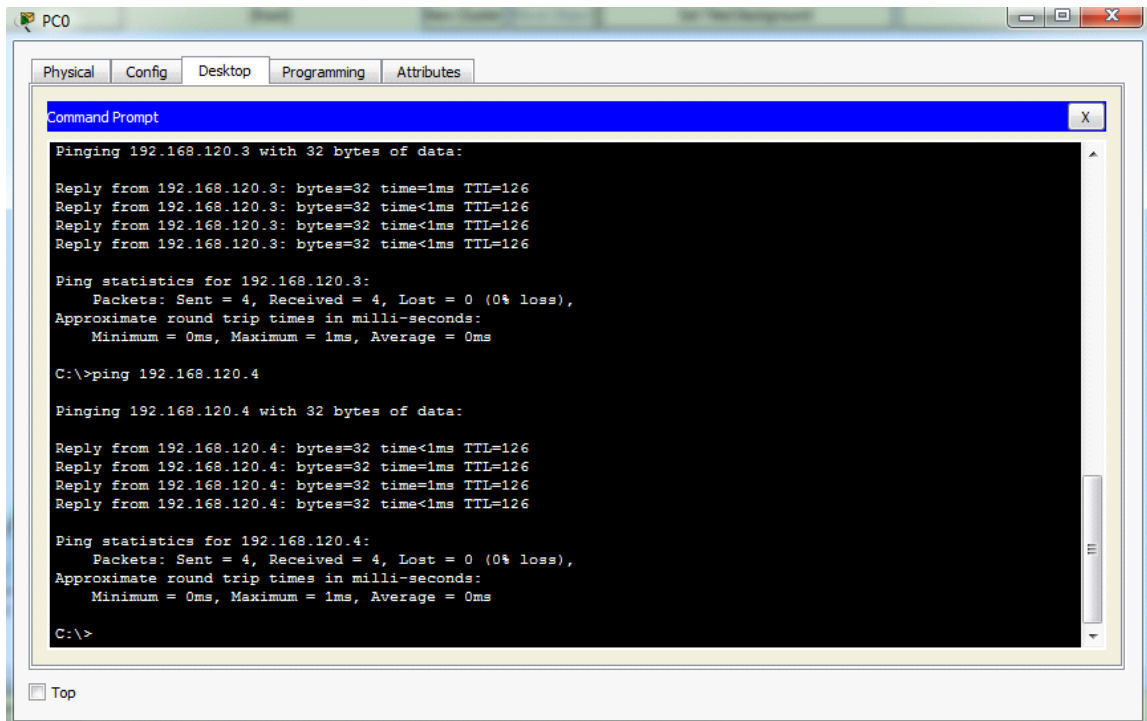 PC0
Physical Config Desktop Programming Attributes
Command Prompt X
Pinging 192.168.120.3 with 32 bytes of data:
Reply from 192.168.120.3: bytes=32 time=1ms TTL=126
Reply from 192.168.120.3: bytes=32 time<1ms TTL=126
Reply from 192.168.120.3: bytes=32 time<1ms TTL=126
Reply from 192.168.120.3: bytes=32 time<1ms TTL=126
Ping statistics for 192.168.120.3:
Packets: Sent = 4, Received = 4, Lost = 0 (0% loss),
Approximate round trip times in milli-seconds:
Minimum = 0ms, Maximum = 1ms, Average = 0ms
C:\>ping 192.168.120.4
Pinging 192.168.120.4 with 32 bytes of data:
Reply from 192.168.120.4: bytes=32 time<1ms TTL=126
Reply from 192.168.120.4: bytes=32 time=1ms TTL=126
Reply from 192.168.120.4: bytes=32 time<1ms TTL=126
Reply from 192.168.120.4: bytes=32 time<1ms TTL=126
Ping statistics for 192.168.120.4:
Packets: Sent = 4, Received = 4, Lost = 0 (0% loss),
Approximate round trip times in milli-seconds:
Minimum = 0ms, Maximum = 1ms, Average = 0ms
C:\>
Top